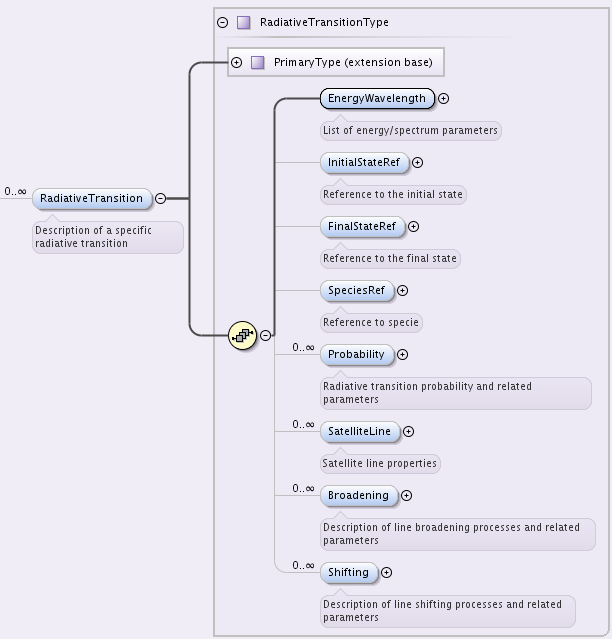 RadiativeTransitionType
PrimaryType (extension base)
EnergyWavelength
List of energy/spectrum parameters
InitialStateRef
Reference to the initial state
0..∞
RadiativeTransition
Description of a specific
radiative transition
FinalStateRef
Reference to the final state
SpeciesRef
Reference to specie
0..∞
Probability
Radiative transition probability and related
parameters
0..∞
SatelliteLine
Satellite line properties
0..∞
Broadening
Description of line broadening processes and related
parameters
0..∞
Shifting
Description of line shifting processes and related
parameters